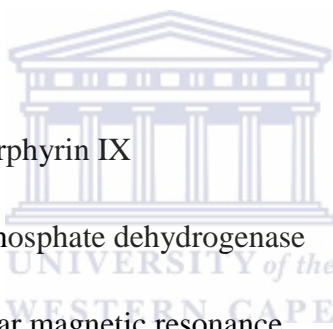 rphyrin IX
hosphate dehydrogenase
UNIVERSITY of the
WESTERN CAPE
ar magnetic resonance